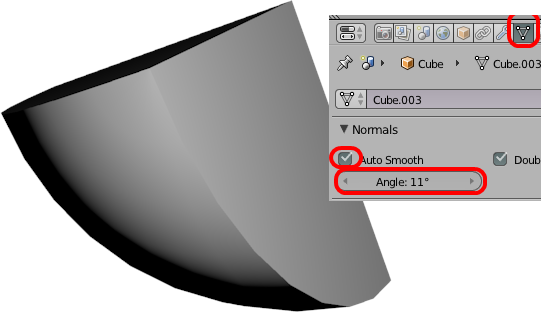 Cube
Cube.003
Cube.003
Normals
Auto Smooth
Doub
Angle: 11°